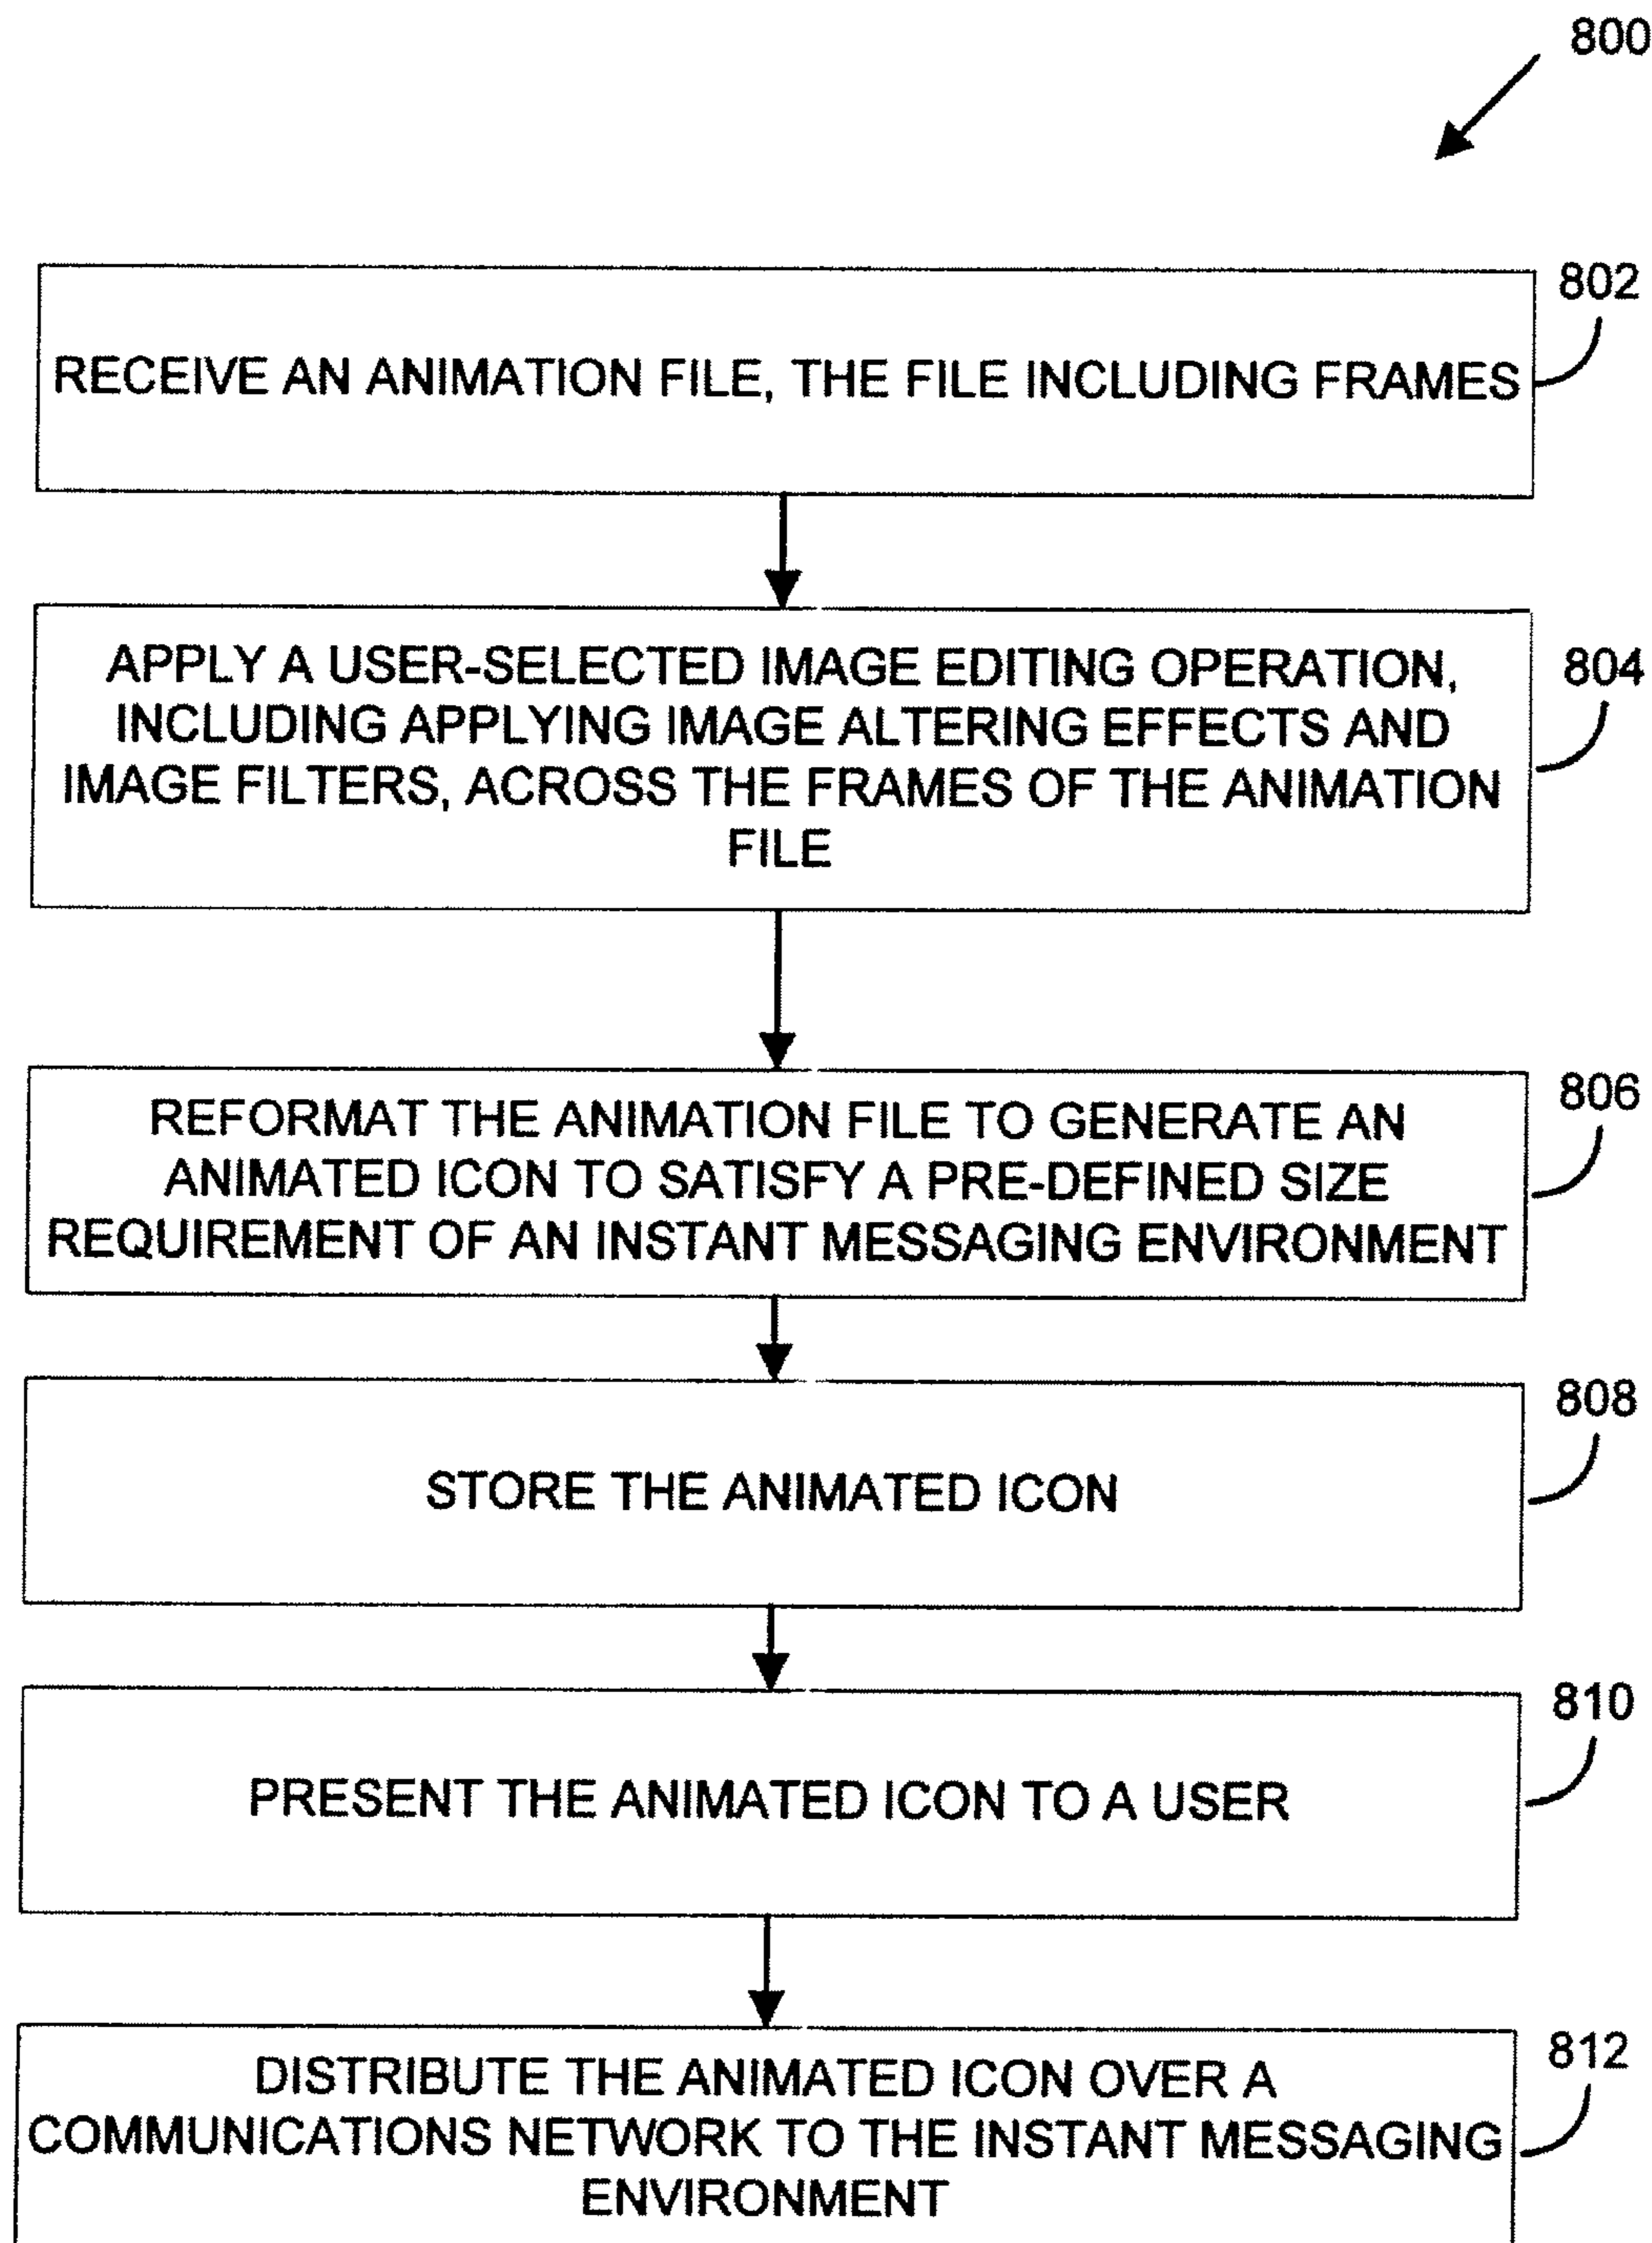 800
802
RECEIVE AN ANIMATION FILE, THE FILE INCLUDING FRAMES
804
APPLY A USER-SELECTED IMAGE EDITING OPERATION,
INCLUDING APPLYING IMAGE ALTERING EFFECTS AND
IMAGE FILTERS, ACROSS THE FRAMES OF THE ANIMATION
FILE
806
REFORMAT THE ANIMATION FILE TO GENERATE AN
ANIMATED ICON TO SATISFY A PRE-DEFINED SIZE
REQUIREMENT OF AN INSTANT MESSAGING ENVIRONMENT
808
STORE THE ANIMATED ICON
810
PRESENT THE ANIMATED ICON TO A USER
812
DISTRIBUTE THE ANIMATED ICON OVER A
COMMUNICATIONS NETWORK TO THE INSTANT MESSAGING
ENVIRONMENT